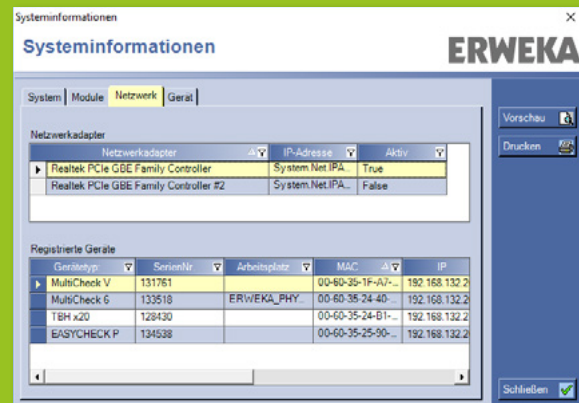 Systeminformationen
Systeminformationen
ERWEKA
System Module Netzwerk Gerät
Vorschau
Drucken
Netzwerkadapter
Netzwerkadapter IP-Adresse Aktiv
Realtek PCIe GBE Family Controller System.Net.IPA... True
Realtek PCIe GBE Family Controller #2 System.Net.IPA... False
Registrierte Geräte
Gerätetyp SerienNr Arbeitsplatz MAC IP
MultiCheck V 131761 00-60-35-1F-A7-... 192.168.132.2
MultiCheck 6 133518 ERWEKA_PHY... 00-60-35-24-40-... 192.168.132.2
TBH x20 128430 00-60-35-24-B1-... 192.168.132.2
EASYCHECK P 134538 00-60-35-25-90-... 192.168.132.2
Schließen